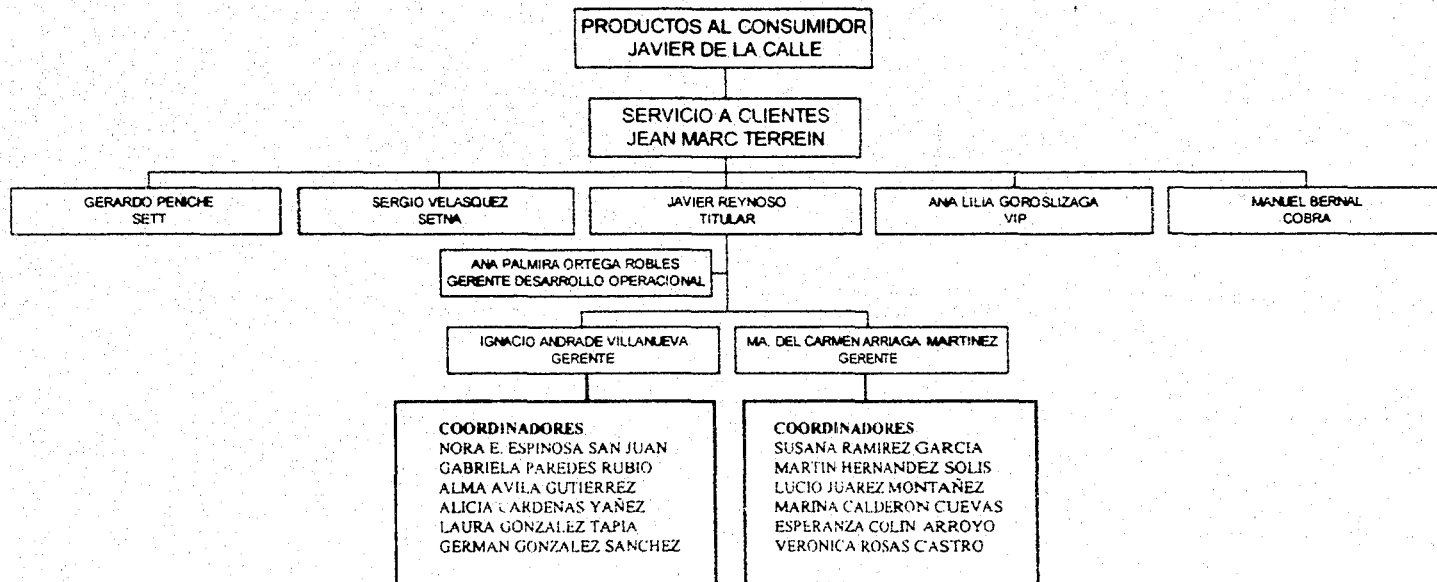 PRODUCTOS AL CONSUMIDOR
JAVIER DE LA CALLE
SERVICIO A CLIENTES
JEAN MARC TERREIN
GERARDO PENICHE
SETT
SERGIO VELASQUEZ
SETNA
JAVIER REYNOSO
TITULAR
ANA LILIA GOROSLIZAGA
VIP
MANUEL BERNAL
COBRA
ANA PALMIRA ORTEGA ROBLES
GERENTE DESARROLLO OPERACIONAL
IGNACIO ANDRADE VILLANUEVA
GERENTE
MA. DEL CARMEN ARRIAGA MARTINEZ
GERENTE
COORDINADORES
NORA E. ESPINOSA SAN JUAN
GABRIELA PAREDES RUBIO
ALMA AVILA GUTIERREZ
ALICIA CARDENAS YAÑEZ
LAURA GONZALEZ TAPIA
GERMAN GONZALEZ SANCHEZ
COORDINADORES
SUSANA RAMIREZ GARCIA
MARTIN HERNANDEZ SOLIS
LUCIO JUAREZ MONTAÑEZ
MARINA CALDERON CUEVAS
ESPERANZA COLIN ARROYO
VERONICA ROSAS CASTRO